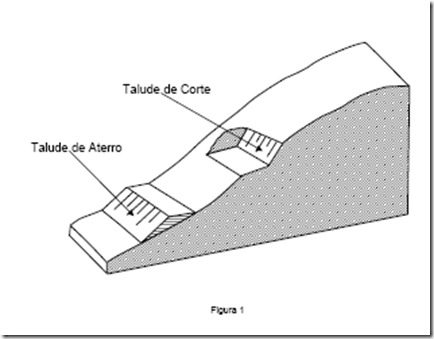 Talude de Corte
Talude de Aterro
Figura 1